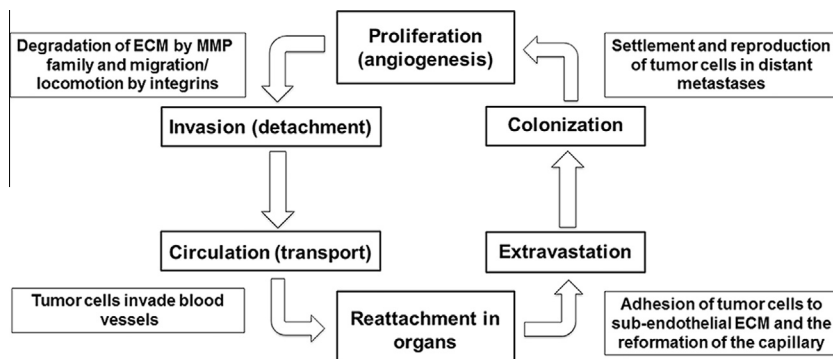 Degradation of ECM by MMP
family and migration/
locomotion by integrins
Proliferation
(angiogenesis)
Settlement and reproduction
of tumor cells in distant
metastases
Invasion (detachment)
Colonization
Circulation (transport)
Extravastation
Tumor cells invade blood
vessels
Reattachment in
organs
Adhesion of tumor cells to
sub-endothelial ECM and the
reformation of the capillary